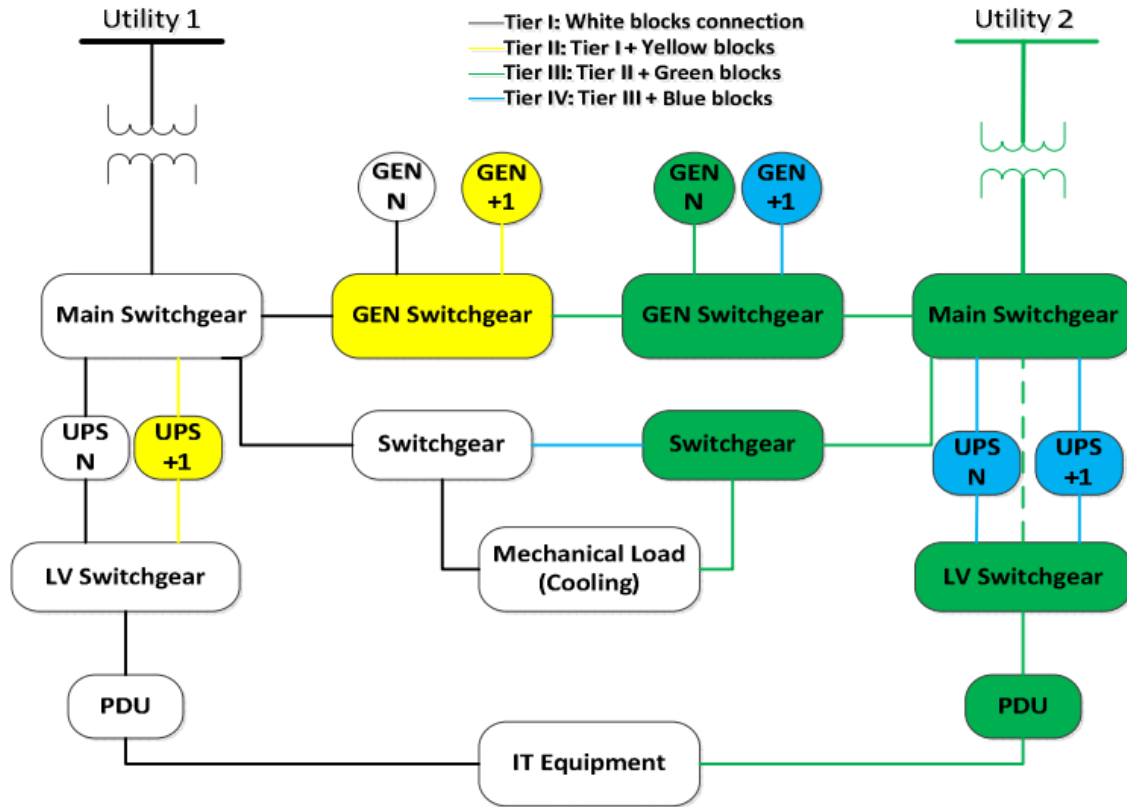 Utility 1
Utility 2
Tier I: White blocks connection
Tier II: Tier I + Yellow blocks
Tier III: Tier II + Green blocks
Tier IV: Tier III + Blue blocks
GEN
N
GEN
+1
GEN
N
GEN
+1
Main Switchgear
GEN Switchgear
GEN Switchgear
Main Switchgear
UPS
N
UPS
+1
Switchgear
Switchgear
UPS
N
UPS
+1
LV Switchgear
Mechanical Load
(Cooling)
LV Switchgear
PDU
PDU
IT Equipment